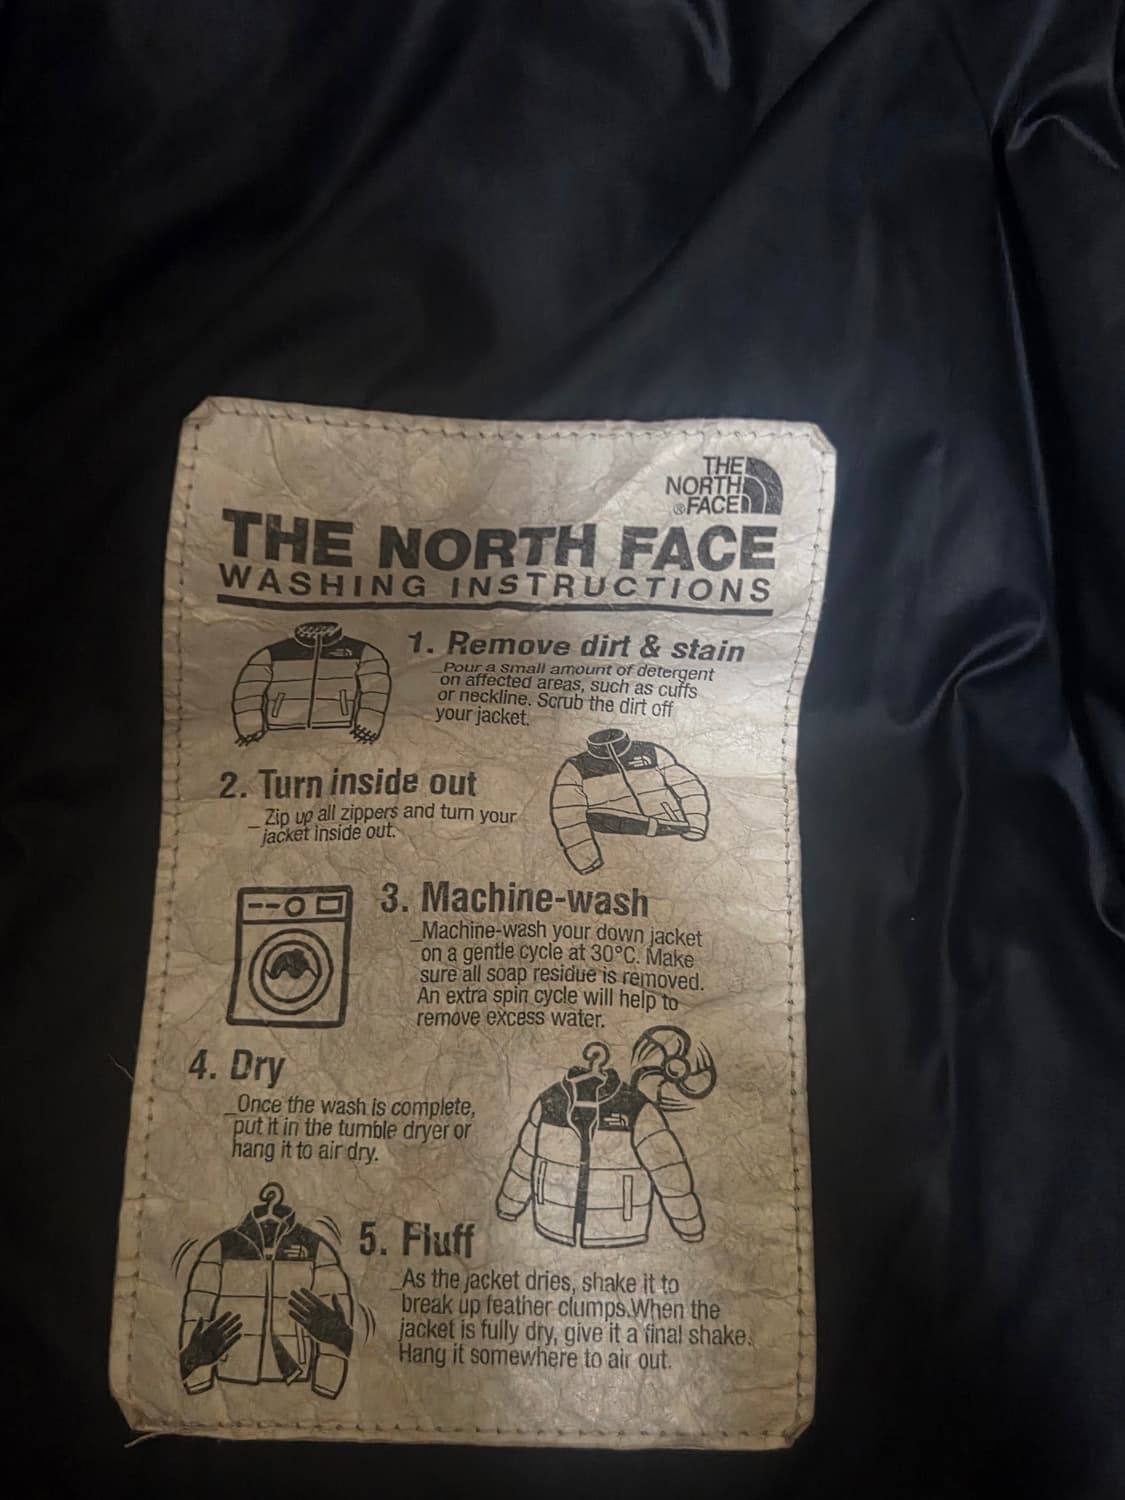 THE
NORTH
®FACE
THE NORTH FACE
WASHING INSTRUCTIONS
1. Remove dirt & stain
_Pour a small amount of detergent
on affected areas, such as cuffs
or neckline. Scrub the dirt off
your jacket.
2. Turn inside out
_Zip up all zippers and turn your
jacket inside out.
3. Machine-wash
_Machine-wash your down jacket
on a gentle cycle at 30°C. Make
sure all soap residue is removed.
An extra spin cycle will help to
remove excess water.
4. Dry
_Once the wash is complete,
put it in the tumble dryer or
hang it to air dry.
5. Fluff
_As the jacket dries, shake it to
break up feather clumps.When the
jacket is fully dry, give it a final shake.
Hang it somewhere to air out.